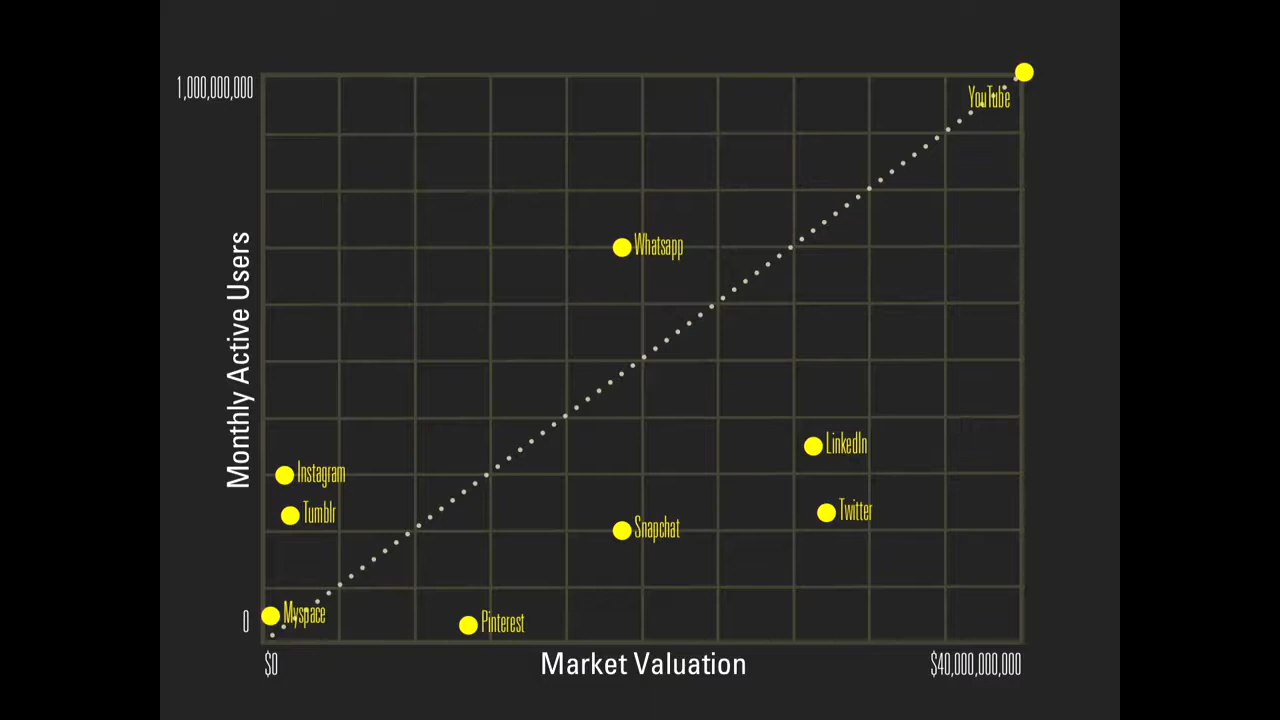 1,000,000,000
YouTube
Whatsapp
Monthly Active Users
LinkedIn
Instagram
Tumblr
Twitter
Snapchat
Myspace
Pinterest
0
$0
Market Valuation
$40,000,000,000